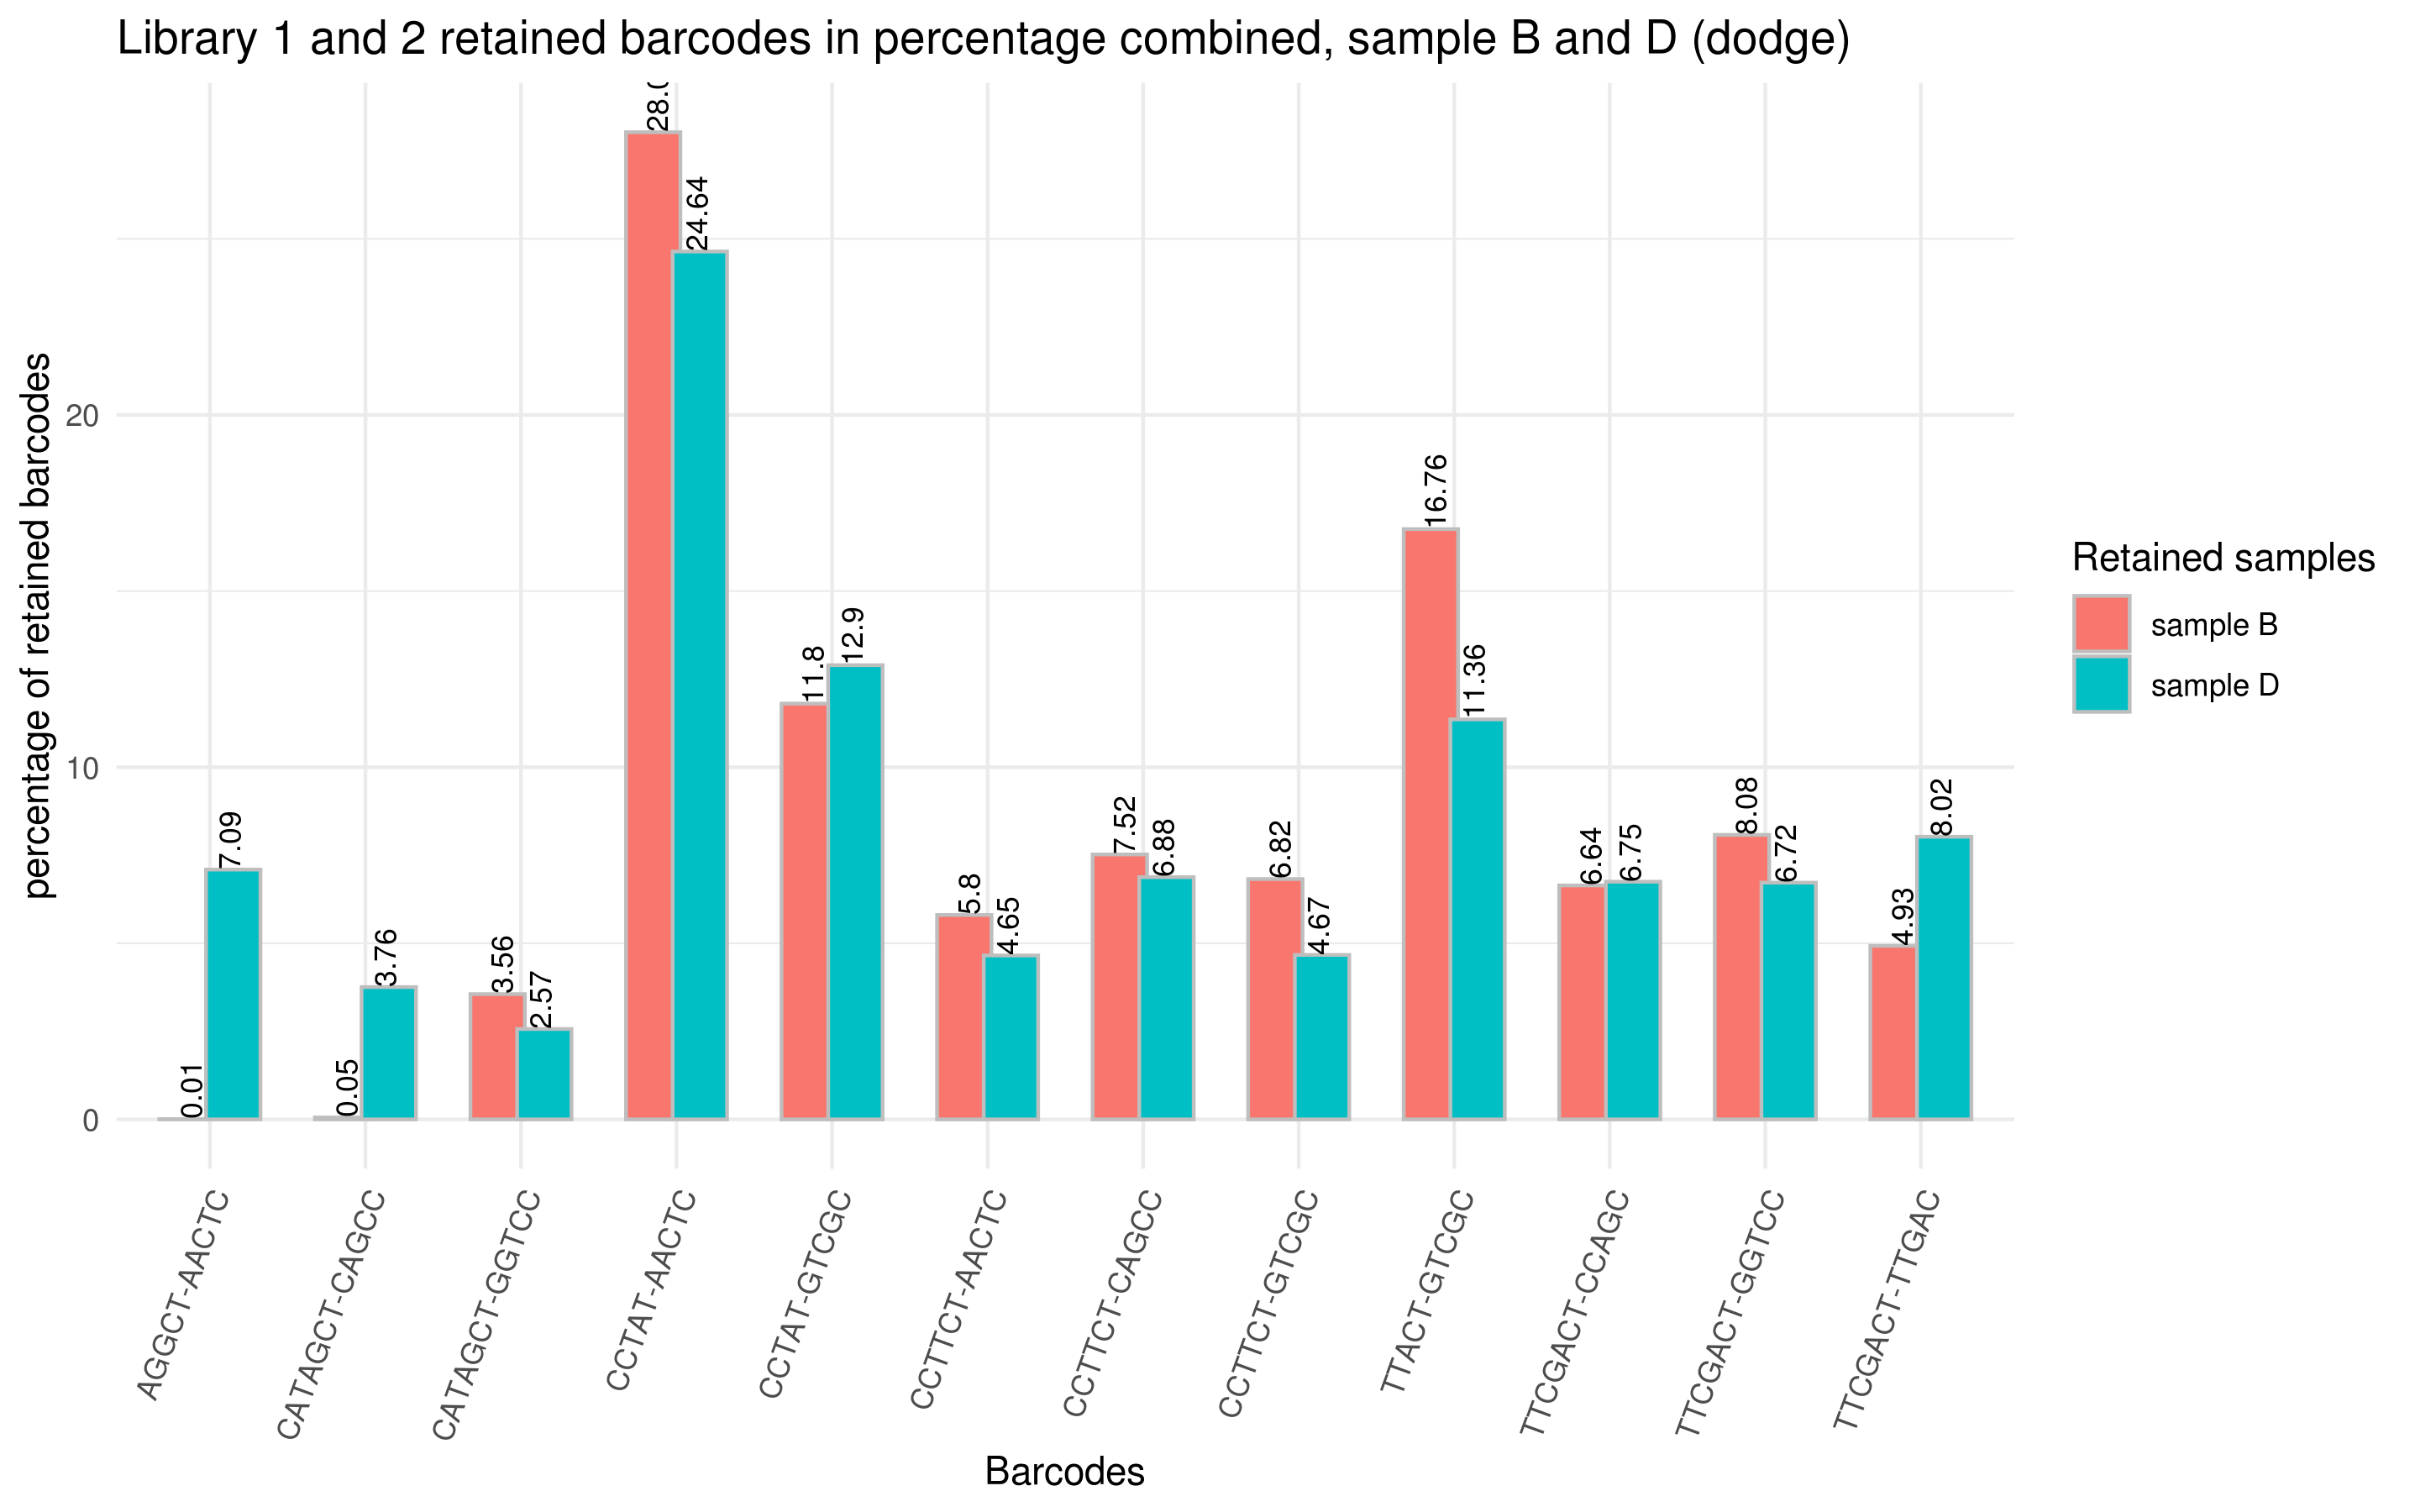 Library 1 and 2 retained barcodes in percentage combined, sample B and D (dodge)
percentage of retained barcodes
20
10
0
0.01
7.09
0.05
3.76
3.56
2.57
24.64
11.8
12.9
5.8
4.65
7.52
6.88
6.82
4.67
16.76
11.36
6.64
6.75
8.08
6.72
4.93
8.02
AGGCT-AACTC
CATAGCT-CAGCC
CATAGCT-GGTCC
CCTAT-AACTC
CCTAT-GTCGC
CCTTCT-AACTC
CCTTCT-CAGCC
CCTTCT-GTCGC
TTACT-GTCGC
TTCGACT-CCAGC
TTCGACT-GGTCC
TTCGACT-TTGAC
Barcodes
Retained samples
sample B
sample D